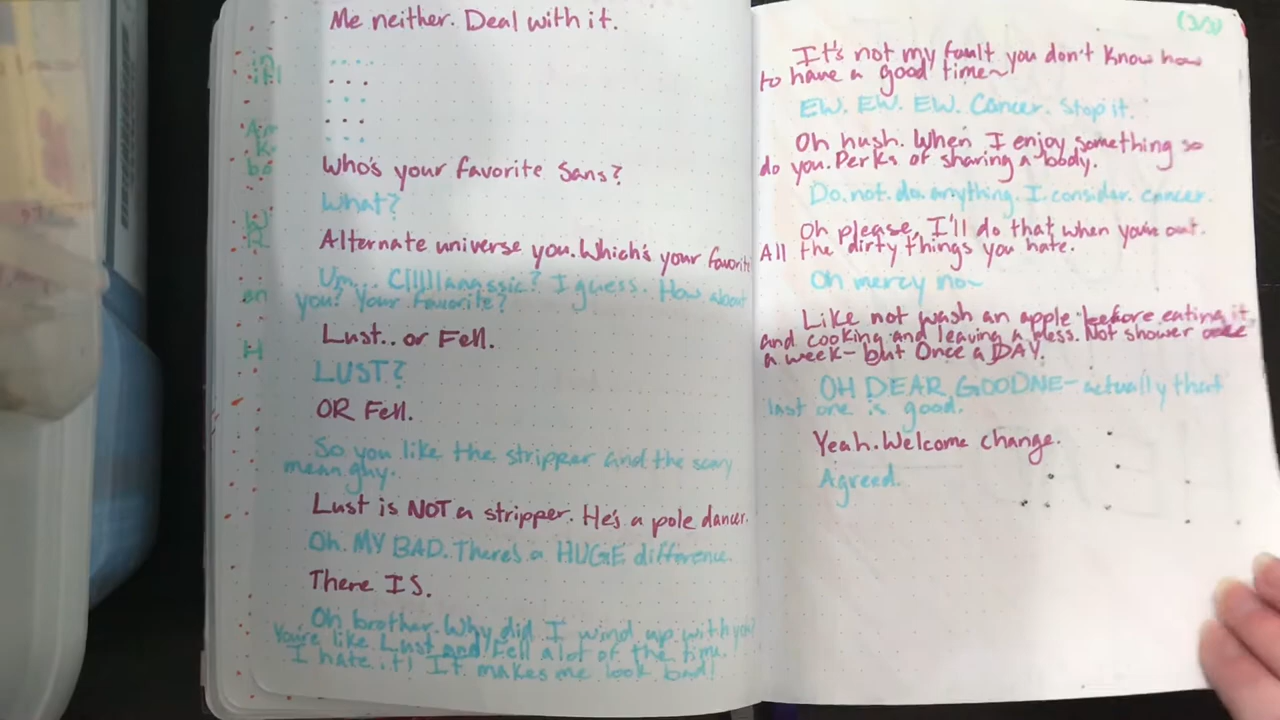 Me neither. Deal with it.
....
...
....
....
....
Who's your favorite Sans?
What?
Alternate universe you. Which's your favorite
Um... Clllllanassic? I guess. How about
you? Your favorite?
Lust.. or Fell.
LUST?
OR Fell.
So you like the stripper and the scary
mean guy.
Lust is NOT a stripper. He's a pole dancer.
Oh. MY BAD. There's a HUGE difference.
There IS.
Oh brother. Why did I wind up with you?
You're like Lust and Fell a lot of the time.
I hate it! It makes me look bad!
(3/3)
It's not my fault you don't know how
to have a good time~
EW. EW. EW. Cancer. Stop it.
Oh hush. When I enjoy something so
do you. Perks of sharing a body.
Do. not. do. anything. I. consider. cancer.
Oh please, I'll do that when you're out.
All the dirty things you hate.
Oh mercy no~
Like not wash an apple before eating it
and cooking and leaving a mess. Not shower once
a week- but Once a DAY.
OH DEAR GOODNE- actually that
last one is good.
Yeah. Welcome change.
Agreed.